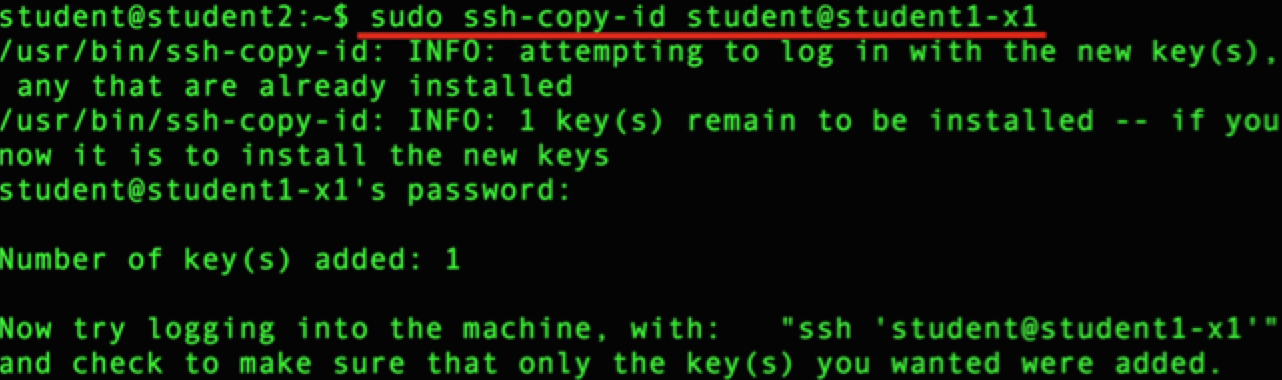 student@student2:~$ sudo ssh-copy-id student@student1-x1
/usr/bin/ssh-copy-id: INFO: attempting to log in with the new key(s),
any that are already installed
/usr/bin/ssh-copy-id: INFO: 1 key(s) remain to be installed -- if you
now it is to install the new keys
student@student1-x1's password:
Number of key(s) added: 1
Now try logging into the machine, with:   "ssh 'student@student1-x1'"
and check to make sure that only the key(s) you wanted were added.